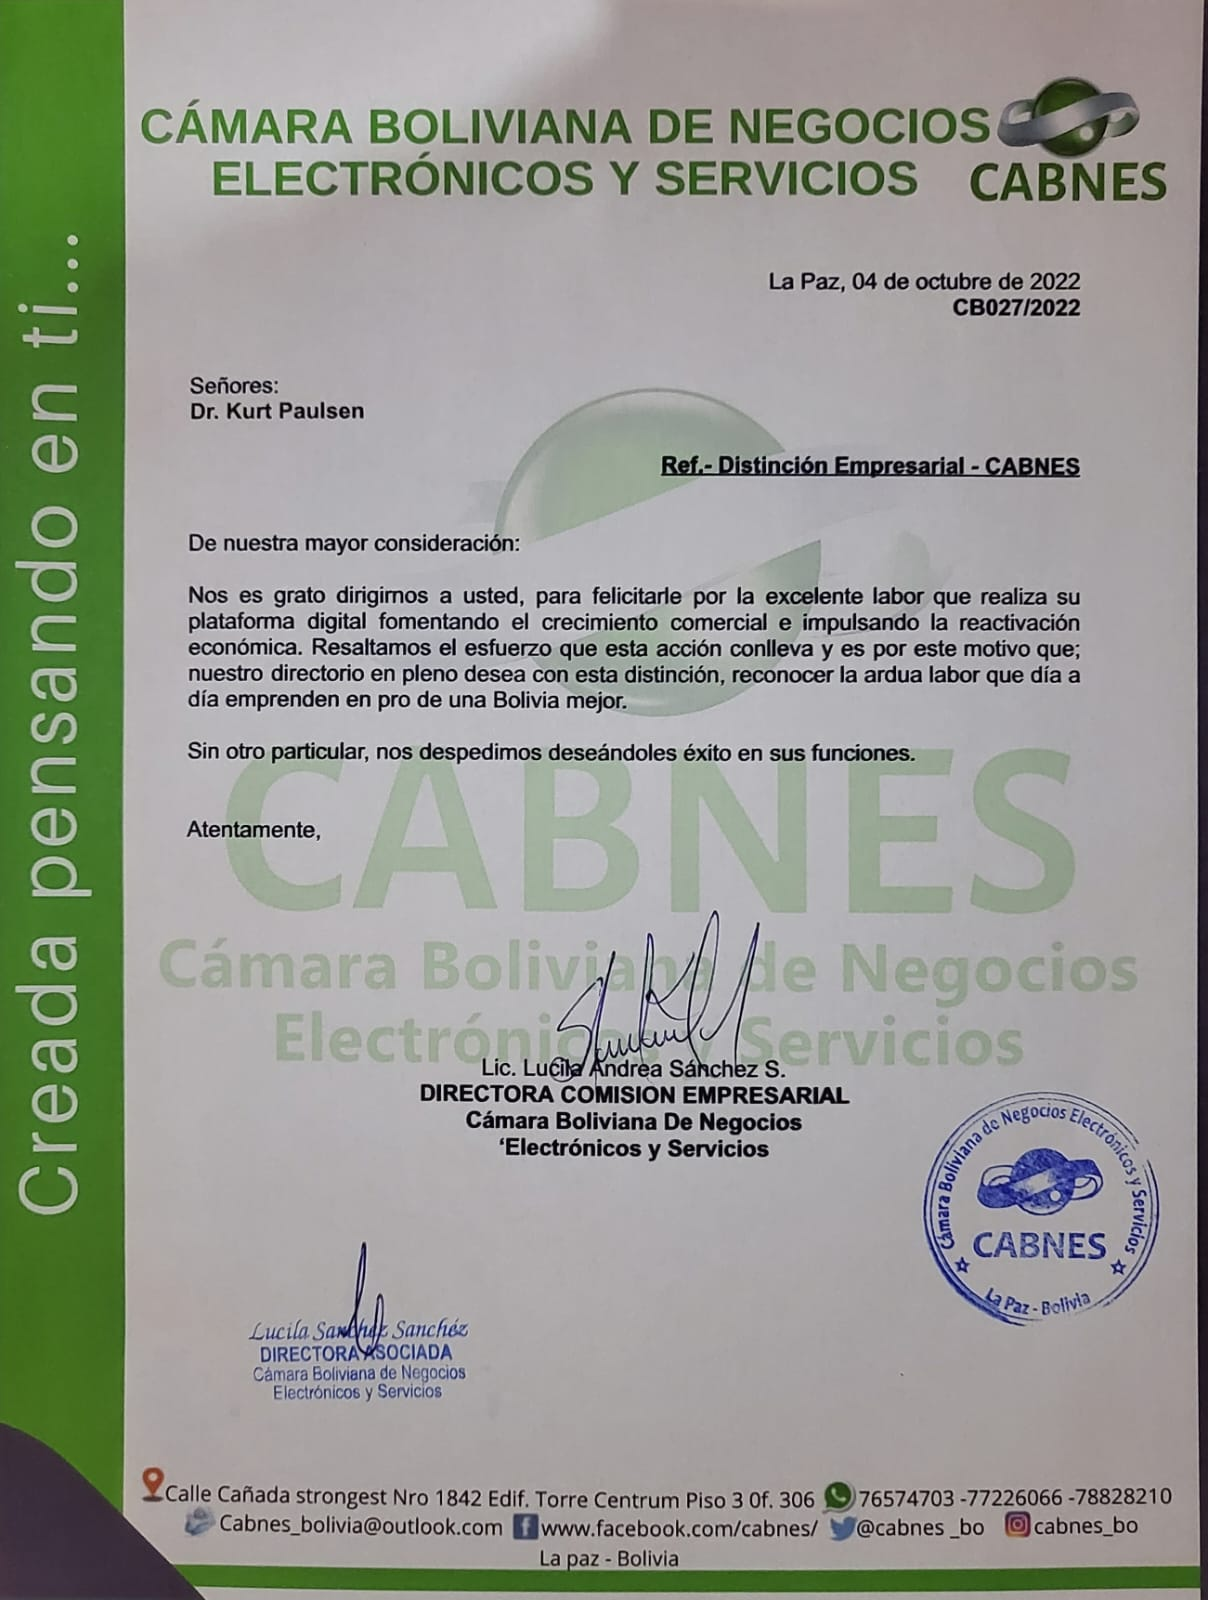 CÁMARA BOLIVIANA DE NEGOCIOS
ELECTRÓNICOS Y SERVICIOS
CABNES
Creada pensando en ti...
La Paz, 04 de octubre de 2022
CB027/2022
Señores:
Dr. Kurt Paulsen
Ref.- Distinción Empresarial - CABNES
De nuestra mayor consideración:
Nos es grato dirigirnos a usted, para felicitarle por la excelente labor que realiza su
plataforma digital fomentando el crecimiento comercial e impulsando la reactivación
económica. Resaltamos el esfuerzo que esta acción conlleva y es por este motivo que;
nuestro directorio en pleno desea con esta distinción, reconocer la ardua labor que día a
día emprenden en pro de una Bolivia mejor.
Sin otro particular, nos despedimos deseándoles éxito en sus funciones.
Atentamente,
CABNES
Cámara Boliviana de Negocios
Electrónicos y Servicios
Lic. Lucila Andrea Sánchez S.
DIRECTORA COMISION EMPRESARIAL
Cámara Boliviana De Negocios
‘Electrónicos y Servicios
Cámara Boliviana de Negocios Electrónicos y Servicios
CABNES
La Paz - Bolivia
Lucila Sanchez Sanchéz
DIRECTORA ASOCIADA
Cámara Boliviana de Negocios
Electrónicos y Servicios
Calle Cañada strongest Nro 1842 Edif. Torre Centrum Piso 3 0f. 306 76574703 -77226066 -78828210
Cabnes_bolivia@outlook.com www.facebook.com/cabnes/ @cabnes _bo cabnes_bo
La paz - Bolivia